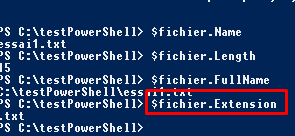 PS C:\testPowerShell> $fichier.Name
essai1.txt
PS C:\testPowerShell> $fichier.Length
15
PS C:\testPowerShell> $fichier.FullName
C:\testPowerShell\essai1.txt
PS C:\testPowerShell> $fichier.Extension
.txt
PS C:\testPowerShell>